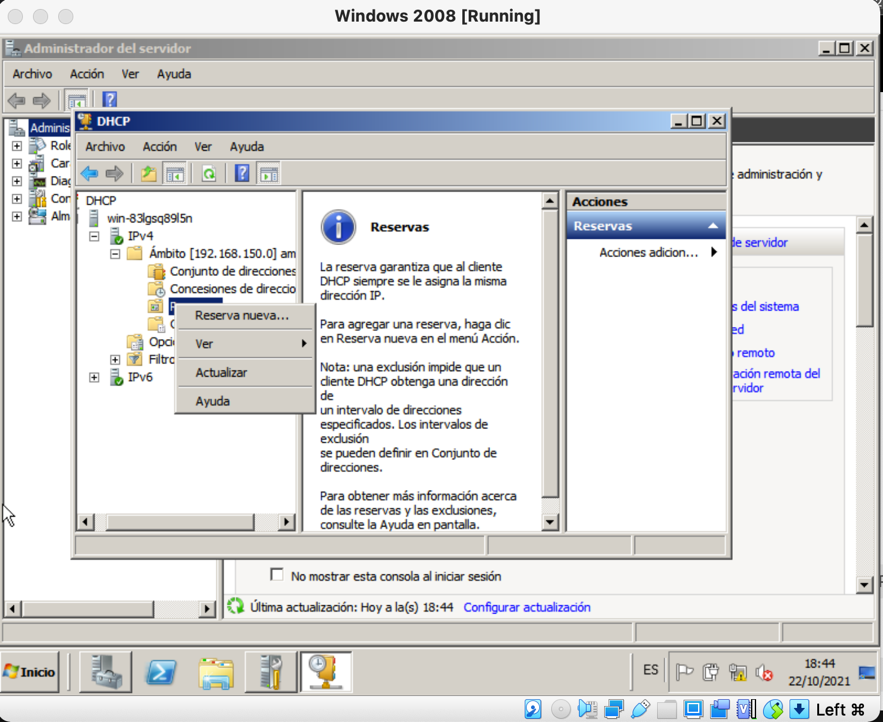 Windows 2008 [Running]
Administrador del servidor
Archivo Acción Ver Ayuda
Adminis
Role
Car
Diag
Con
Alm
DHCP
Archivo Acción Ver Ayuda
DHCP
win-83lgsq89l5n
IPv4
Ámbito [192.168.150.0] am
Conjunto de direcciones
Concesiones de direccio
Opci
Filtro
IPv6
Reserva nueva...
Ver
Actualizar
Ayuda
Reservas
La reserva garantiza que al cliente
DHCP siempre se le asigna la misma
dirección IP.
Para agregar una reserva, haga clic
en Reserva nueva en el menú Acción.
Nota: una exclusión impide que un
cliente DHCP obtenga una dirección
de
un intervalo de direcciones
especificados. Los intervalos de
exclusión
se pueden definir en Conjunto de
direcciones.
Para obtener más información acerca
de las reservas y las exclusiones,
consulte la Ayuda en pantalla.
Acciones
Reservas
Acciones adicion...
administración y
de servidor
s del sistema
ed
remoto
ación remota del
rvidor
No mostrar esta consola al iniciar sesión
Última actualización: Hoy a la(s) 18:44 Configurar actualización
Inicio
ES
18:44
22/10/2021
Left ⌘